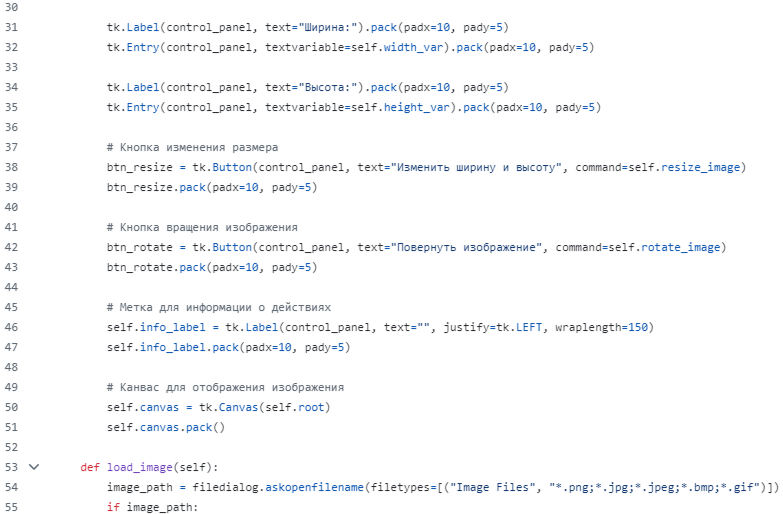 30
31 tk.Label(control_panel, text="Ширина:").pack(padx=10, pady=5)
32 tk.Entry(control_panel, textvariable=self.width_var).pack(padx=10, pady=5)
33
34 tk.Label(control_panel, text="Высота:").pack(padx=10, pady=5)
35 tk.Entry(control_panel, textvariable=self.height_var).pack(padx=10, pady=5)
36
37 # Кнопка изменения размера
38 btn_resize = tk.Button(control_panel, text="Изменить ширину и высоту", command=self.resize_image)
39 btn_resize.pack(padx=10, pady=5)
40
41 # Кнопка вращения изображения
42 btn_rotate = tk.Button(control_panel, text="Повернуть изображение", command=self.rotate_image)
43 btn_rotate.pack(padx=10, pady=5)
44
45 # Метка для информации о действиях
46 self.info_label = tk.Label(control_panel, text="", justify=tk.LEFT, wraplength=150)
47 self.info_label.pack(padx=10, pady=5)
48
49 # Канвас для отображения изображения
50 self.canvas = tk.Canvas(self.root)
51 self.canvas.pack()
52
53 def load_image(self):
54 image_path = filedialog.askopenfilename(filetypes=[("Image Files", "*.png;*.jpg;*.jpeg;*.bmp;*.gif")])
55 if image_path: